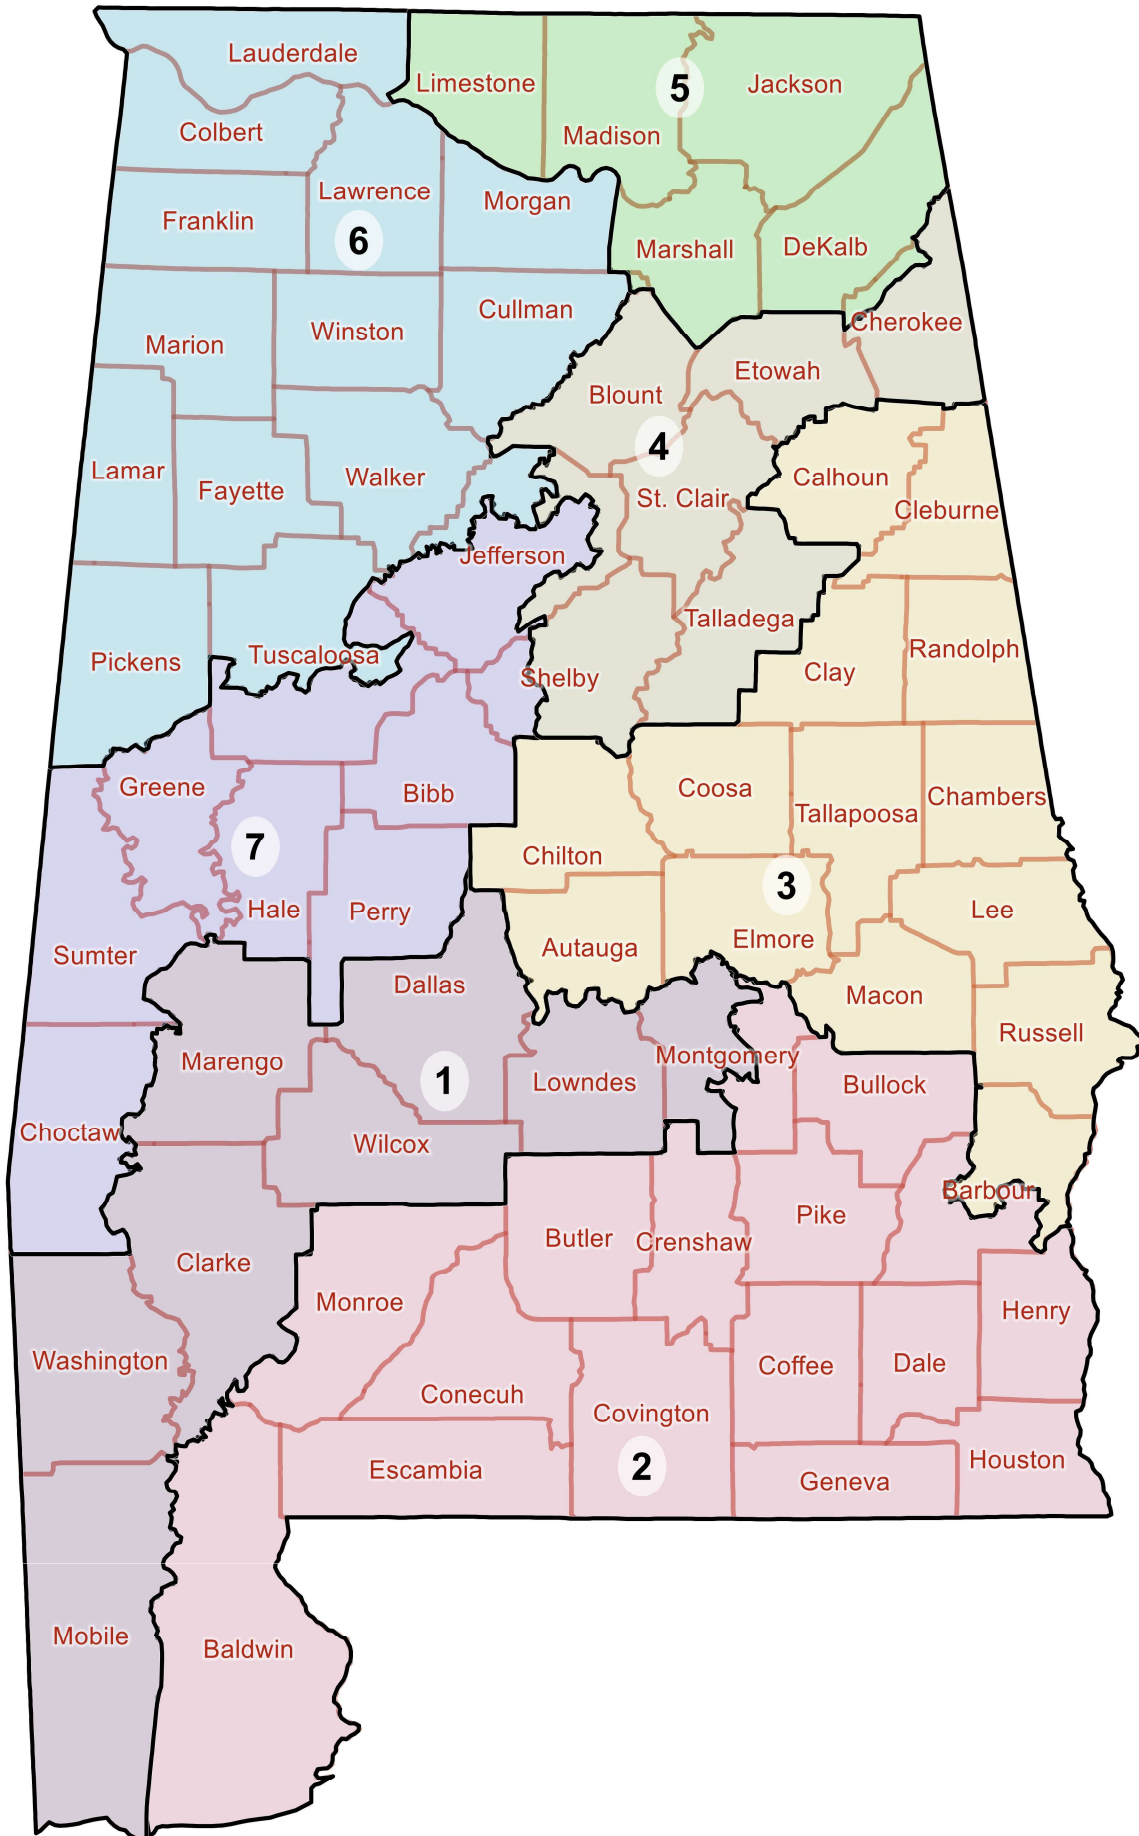 Lauderdale
Limestone
5
Jackson
Colbert
Madison
Lawrence
Morgan
Franklin
6
Marshall
DeKalb
Cullman
Cherokee
Marion
Winston
Etowah
Blount
4
Lamar
Fayette
Walker
Calhoun
St. Clair
Cleburne
Jefferson
Talladega
Pickens
Tuscaloosa
Shelby
Clay
Randolph
Greene
Bibb
Coosa
Tallapoosa
Chambers
7
Chilton
3
Hale
Perry
Lee
Sumter
Autauga
Elmore
Dallas
Macon
Russell
Marengo
1
Lowndes
Montgomery
Bullock
Choctaw
Wilcox
Barbour
Pike
Butler
Crenshaw
Clarke
Monroe
Henry
Washington
Coffee
Dale
Conecuh
Covington
Escambia
2
Geneva
Houston
Mobile
Baldwin